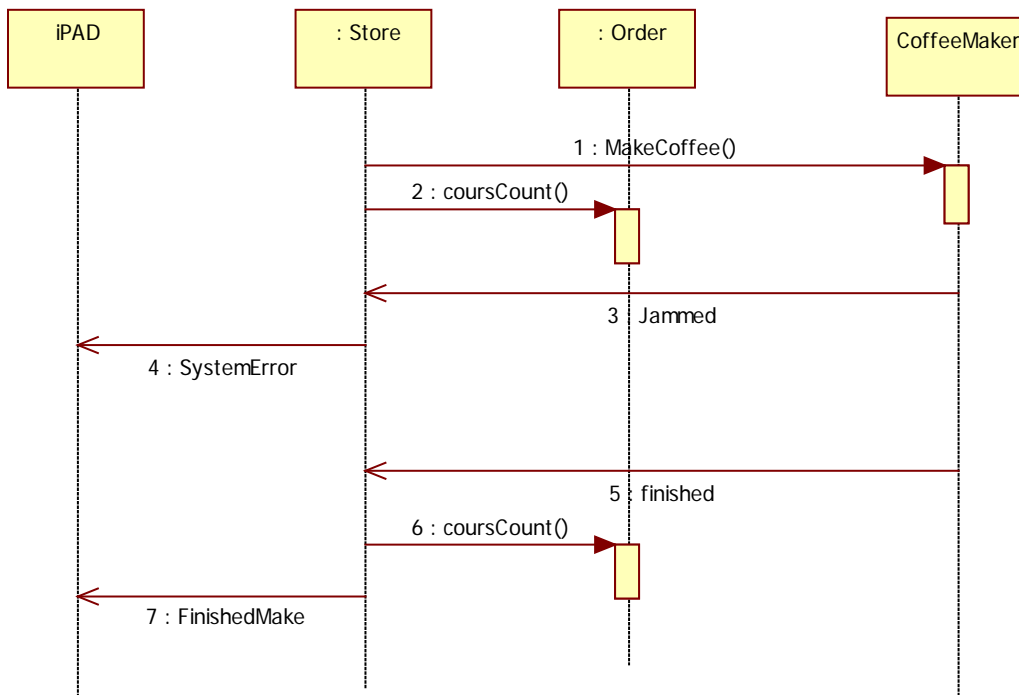 iPAD
: Store
: Order
CoffeeMaker
1 : MakeCoffee()
2 : coursCount()
3 : Jammed
4 : SystemError
5 : finished
6 : coursCount()
7 : FinishedMake